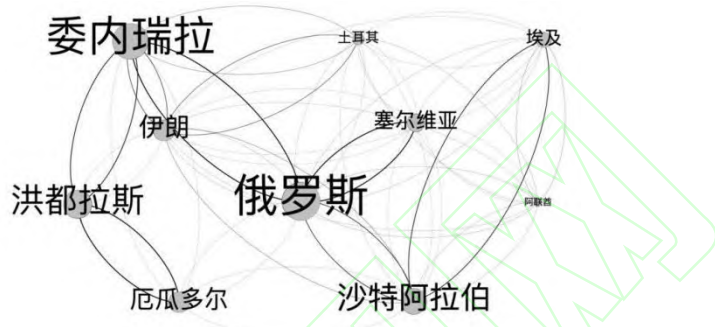 委内瑞拉
土耳其
埃及
伊朗
塞尔维亚
洪都拉斯
俄罗斯
阿联酋
厄瓜多尔
沙特阿拉伯